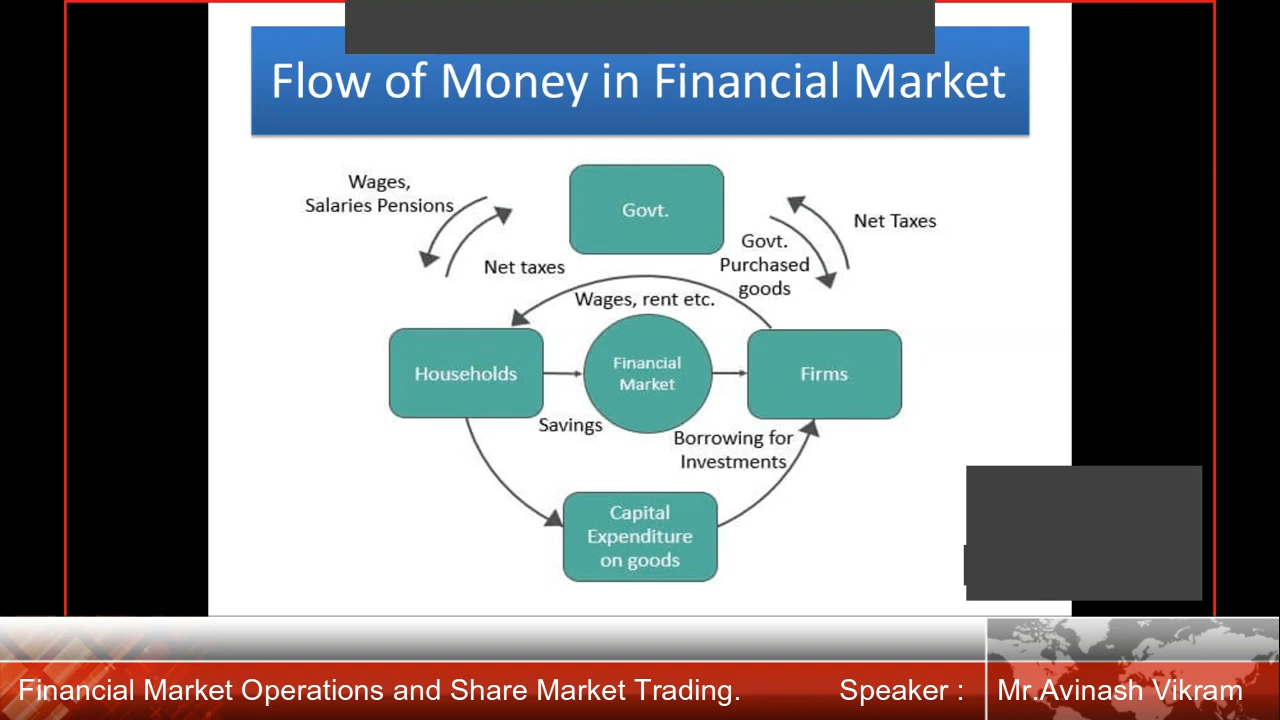 Flow of Money in Financial Market
Wages,
Salaries Pensions
Govt.
Net Taxes
Net taxes
Govt.
Purchased
goods
Wages, rent etc.
Households
Financial
Market
Firms
Savings
Borrowing for
Investments
Capital
Expenditure
on goods
Financial Market Operations and Share Market Trading.
Speaker :
Mr.Avinash Vikram